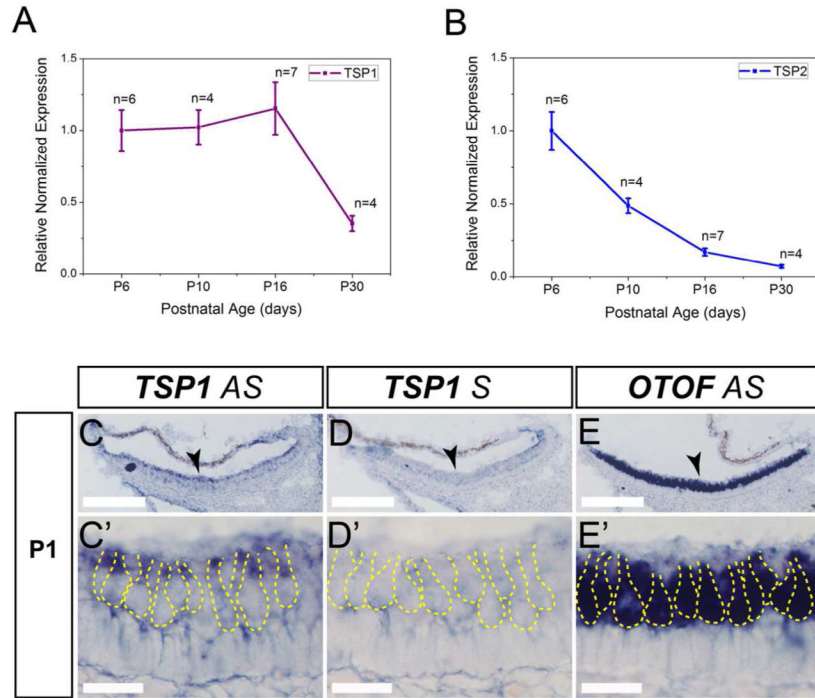 A
Relative Normalized Expression
1.5
1.0
0.5
0.0
n=6
n=4
n=7
n=4
TSP1
P6 P10 P16 P30
Postnatal Age (days)
B
Relative Normalized Expression
1.5
1.0
0.5
0.0
n=6
n=4
n=7
n=4
TSP2
P6 P10 P16 P30
Postnatal Age (days)
TSP1 AS TSP1 S OTOF AS
P1
C D E
C' D' E'